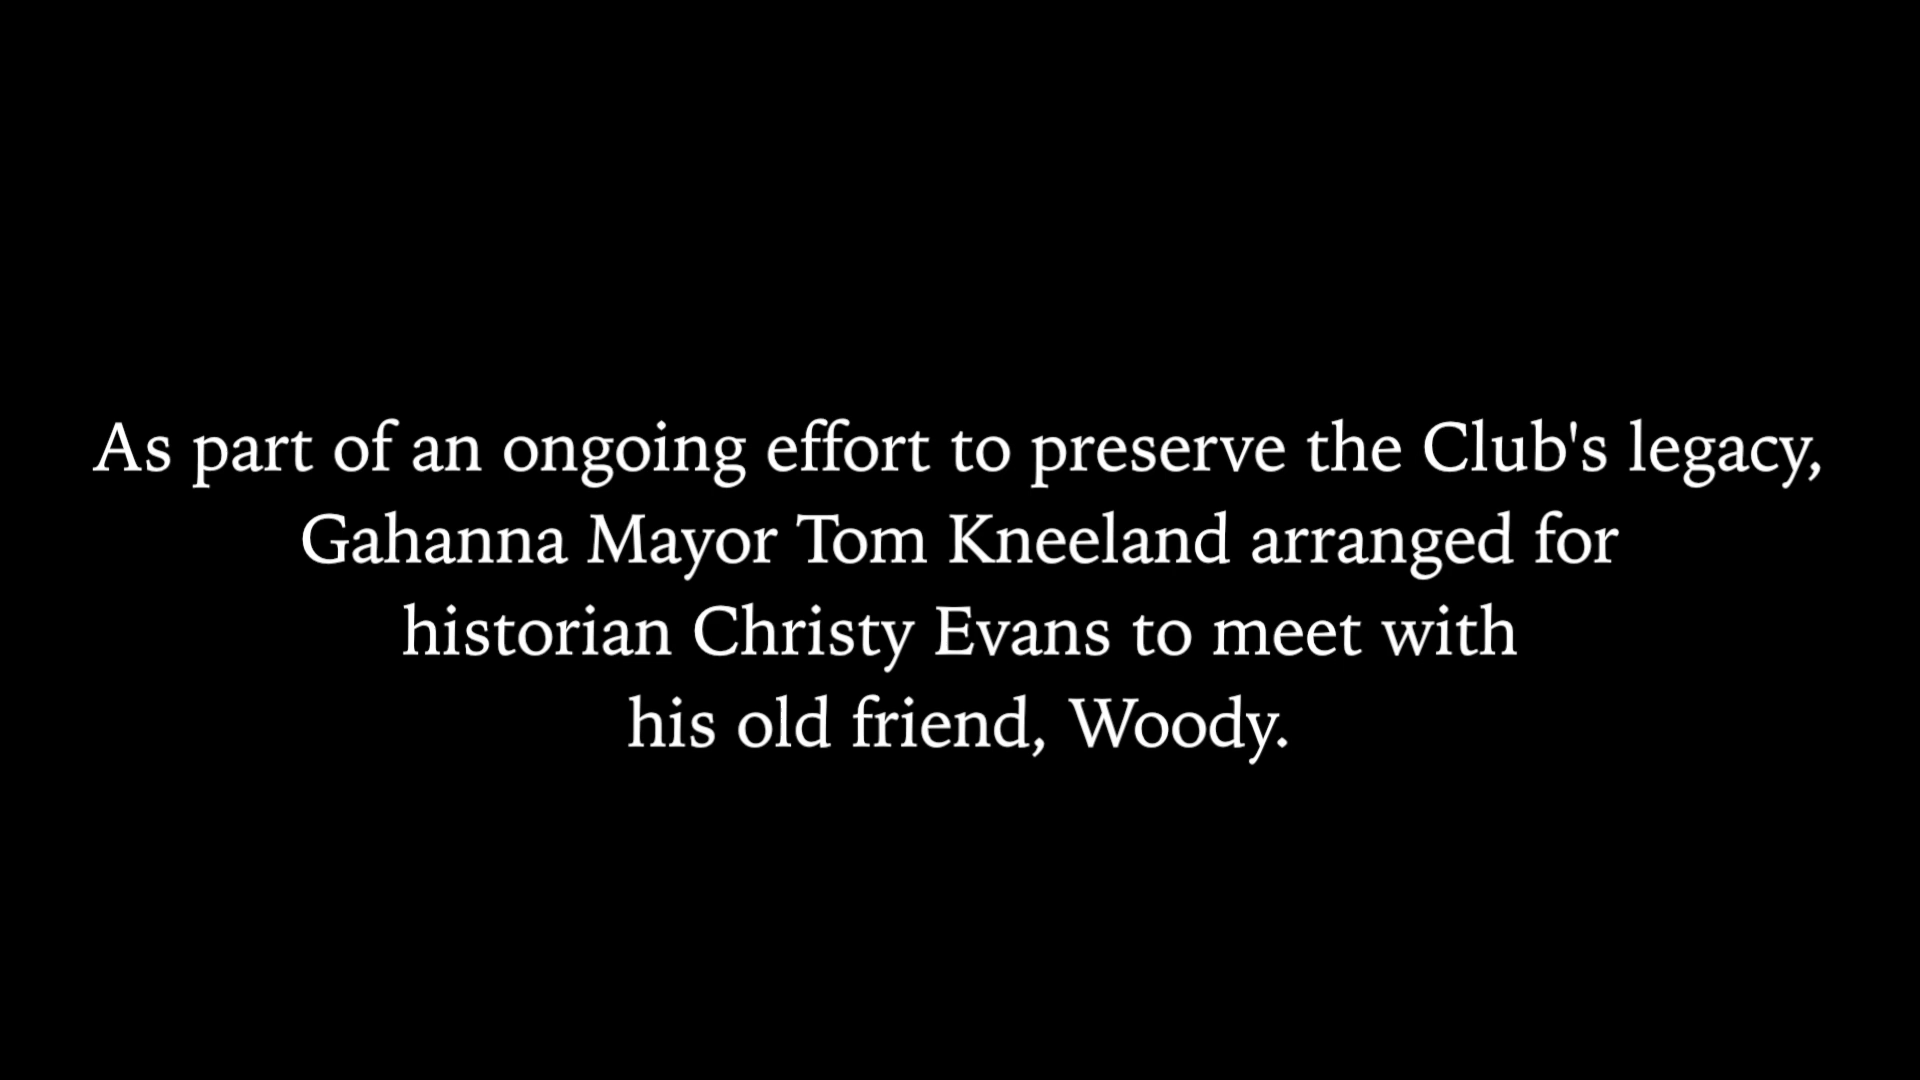 As part of an ongoing effort to preserve the Club's legacy,
Gahanna Mayor Tom Kneeland arranged for
historian Christy Evans to meet with
his old friend, Woody.